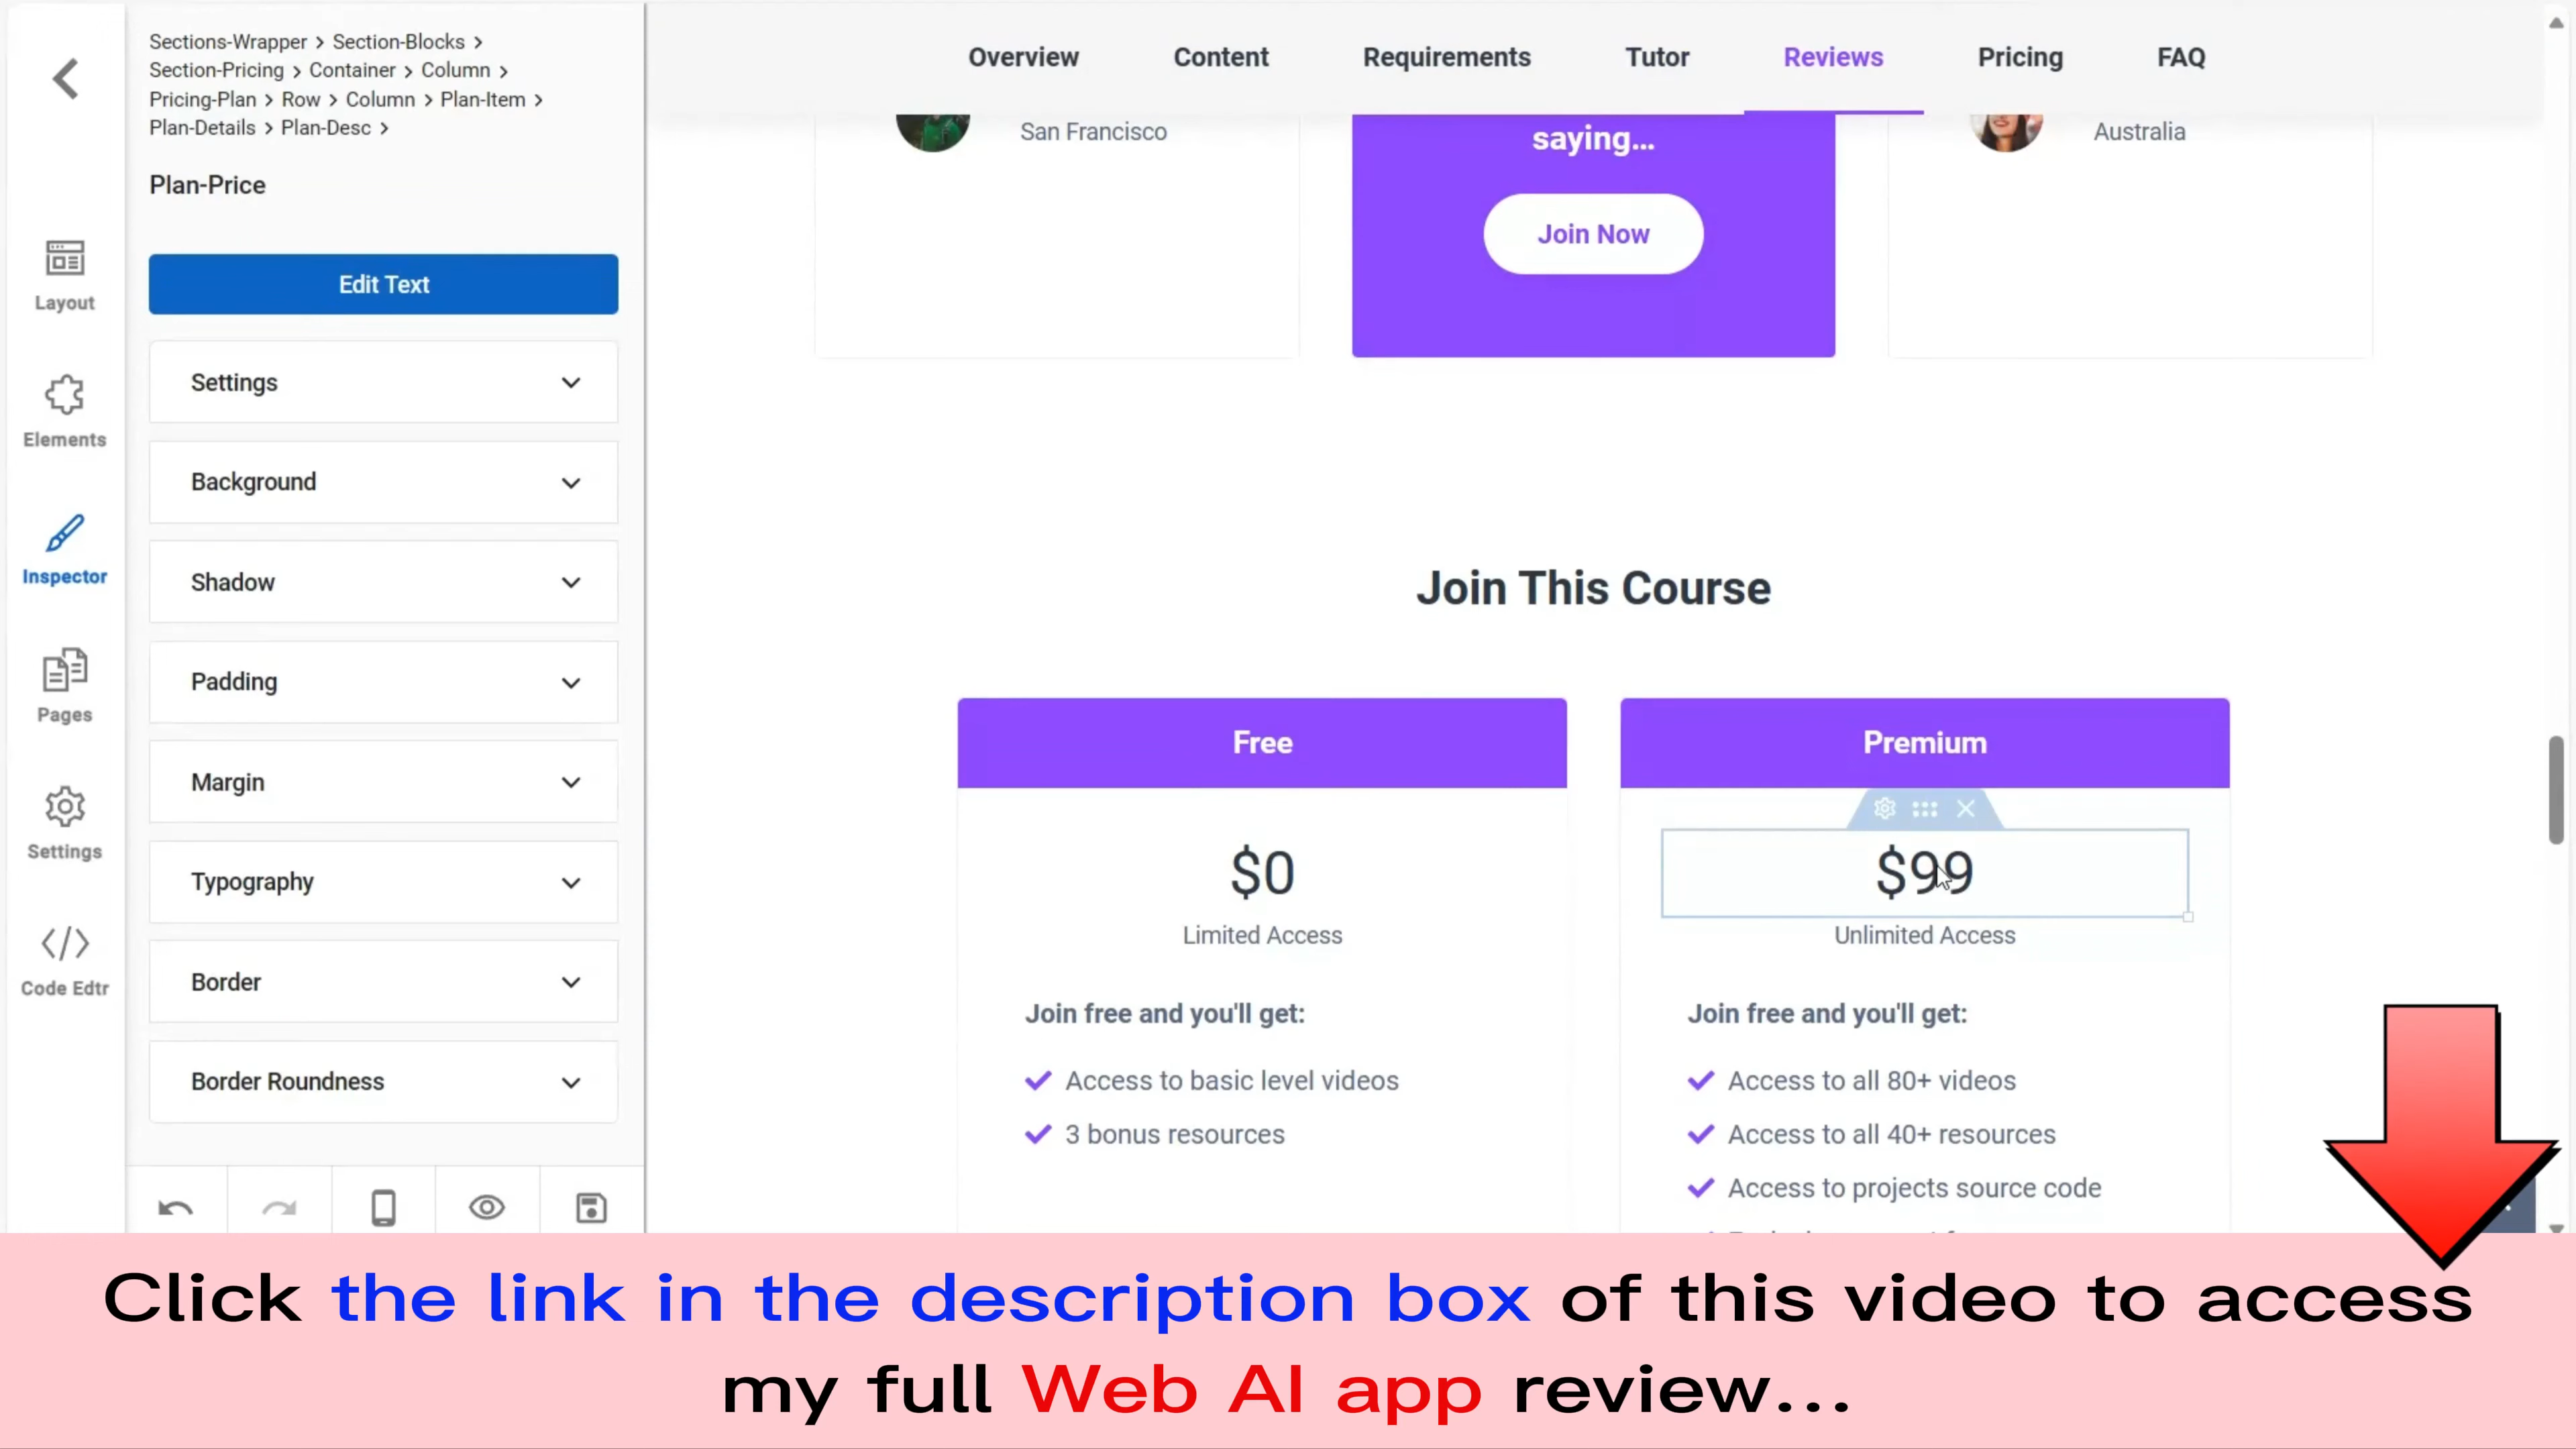 Sections-Wrapper > Section-Blocks >
Section-Pricing > Container > Column >
Pricing-Plan > Row > Column > Plan-Item >
Plan-Details > Plan-Desc >
Plan-Price
Edit Text
Settings
Background
Shadow
Padding
Margin
Typography
Border
Border Roundness
Layout
Elements
Inspector
Pages
Settings
Code Edtr
Overview Content Requirements Tutor Reviews Pricing FAQ
San Francisco
saying...
Join Now
Australia
Join This Course
Free
$0
Limited Access
Join free and you'll get:
Access to basic level videos
3 bonus resources
Premium
$99
Unlimited Access
Join free and you'll get:
Access to all 80+ videos
Access to all 40+ resources
Access to projects source code
Click the link in the description box of this video to access
my full Web AI app review...